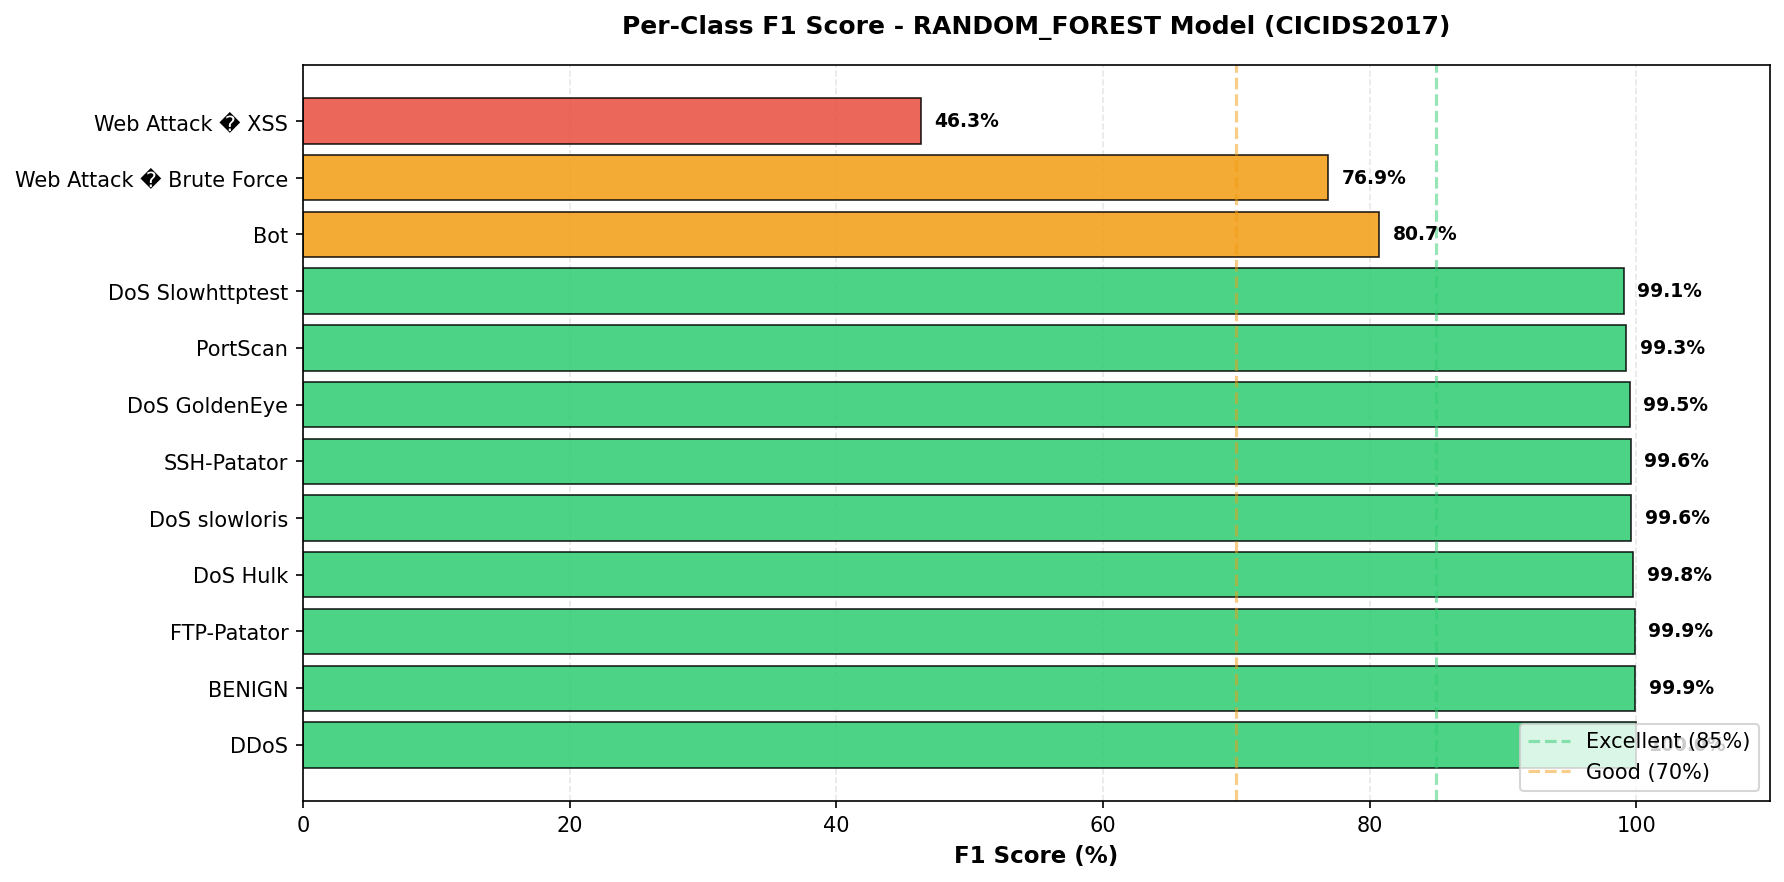 Per-Class F1 Score - RANDOM_FOREST Model (CICIDS2017)
Web Attack � XSS
46.3%
Web Attack � Brute Force
76.9%
Bot
80.7%
DoS Slowhttptest
99.1%
PortScan
99.3%
DoS GoldenEye
99.5%
SSH-Patator
99.6%
DoS slowloris
99.6%
DoS Hulk
99.8%
FTP-Patator
99.9%
BENIGN
99.9%
DDoS
Excellent (85%)
Good (70%)
0 20 40 60 80 100
F1 Score (%)